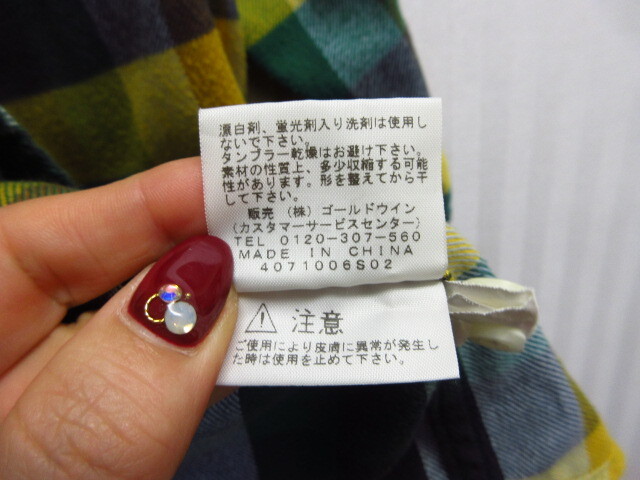 漂白剤、蛍光剤入り洗剤は使用し
ないで下さい。
タンブラー乾燥はお避け下さい。
素材の性質上、多少収縮する可能
性があります。形を整えてから干
して下さい。
販売 (株) ゴールドウイン
(カスタマーサービスセンター)
TEL 0120-307-560
MADE IN CHINA
4071006S02
注意
ご使用により皮膚に異常が発生し
た時は使用を止めて下さい。